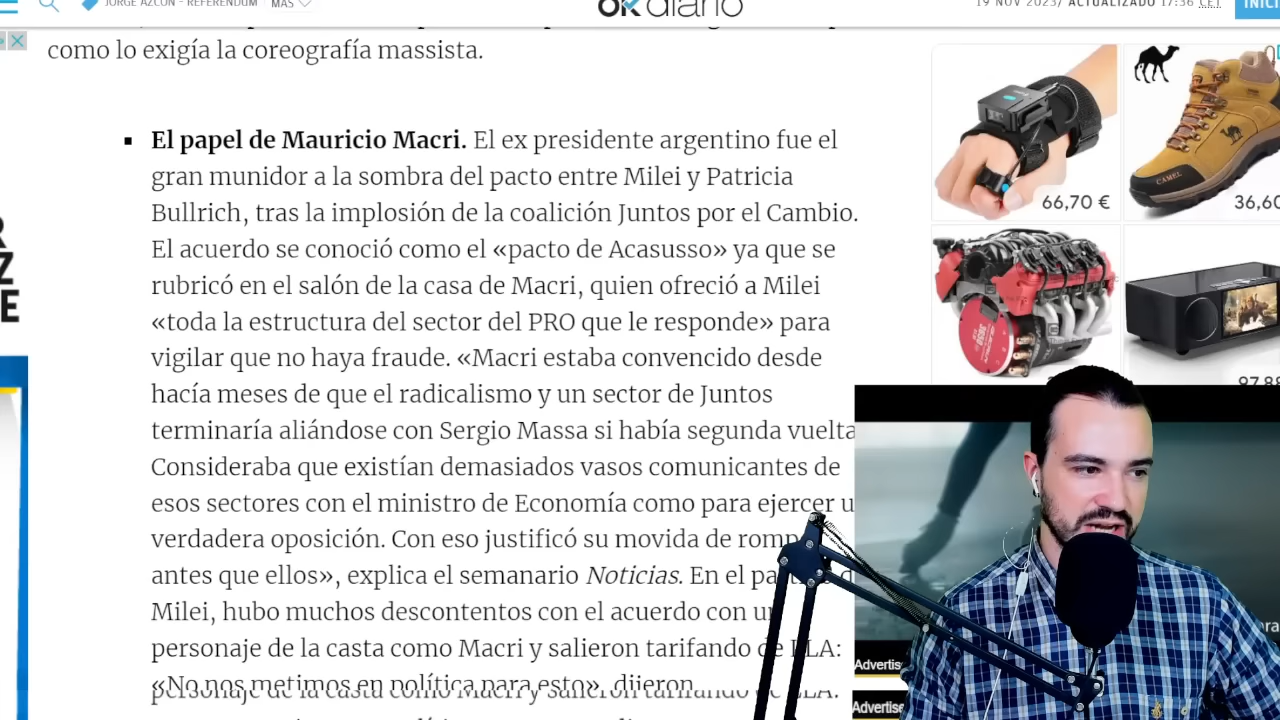 JORGE AZCÓN - REFERÉNDUM
MÁS
okdiario
19 NOV 2023/ ACTUALIZADO 17:36 CET
INICI
como lo exigía la coreografía massista.
▪ El papel de Mauricio Macri. El ex presidente argentino fue el
gran munidor a la sombra del pacto entre Milei y Patricia
Bullrich, tras la implosión de la coalición Juntos por el Cambio.
El acuerdo se conoció como el «pacto de Acasusso» ya que se
rubricó en el salón de la casa de Macri, quien ofreció a Milei
«toda la estructura del sector del PRO que le responde» para
vigilar que no haya fraude. «Macri estaba convencido desde
hacía meses de que el radicalismo y un sector de Juntos
terminaría aliándose con Sergio Massa si había segunda vuelta
Consideraba que existían demasiados vasos comunicantes de
esos sectores con el ministro de Economía como para ejercer u
verdadera oposición. Con eso justificó su movida de romp
antes que ellos», explica el semanario Noticias. En el pa
Milei, hubo muchos descontentos con el acuerdo con u
personaje de la casta como Macri y salieron tarifando de LLA:
«No nos metimos en política para esto», dijeron
66,70 €
CAMEL
36,60
97,88
R
Z
E
Advertis
Advertise